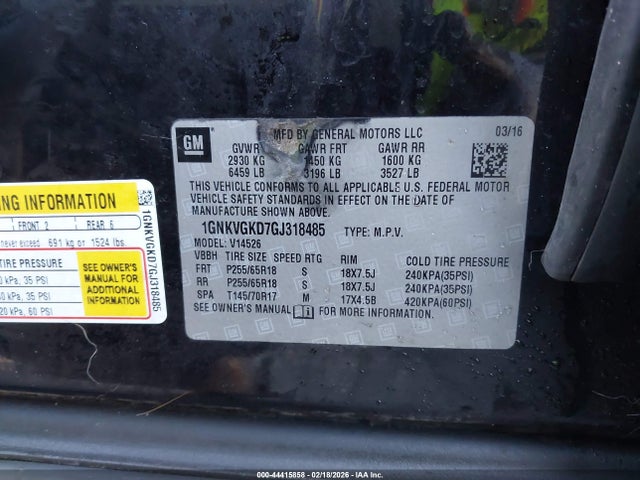 GM
MFD BY GENERAL MOTORS LLC 03/16
GVWR GAWR FRT GAWR RR
2930 KG 1450 KG 1600 KG
6459 LB 3196 LB 3527 LB
THIS VEHICLE CONFORMS TO ALL APPLICABLE U.S. FEDERAL MOTOR
VEHICLE SAFETY STANDARDS IN EFFECT ON THE DATE OF
MANUFACTURE SHOWN ABOVE.
1GNKVGKD7GJ318485 TYPE: M.P.V.
MODEL: V14526
VBBH TIRE SIZE SPEED RTG RIM COLD TIRE PRESSURE
FRT P255/65R18 S 18X7.5J 240KPA(35PSI)
RR P255/65R18 S 18X7.5J 240KPA(35PSI)
SPA T145/70R17 M 17X4.5B 420KPA(60PSI)
SEE OWNER'S MANUAL FOR MORE INFORMATION.
ING INFORMATION
FRONT 2 REAR 6
never exceed 691 kg or 1524 lbs.
TIRE PRESSURE
KPA, 35 PSI
KPA, 35 PSI
20 KPA, 60 PSI
SEE OWNER'S
MANUAL FOR
ADDITIONAL
INFORMATION
1GNKVGKD7GJ318485
000-44415858 - 02/18/2026 - IAA Inc.